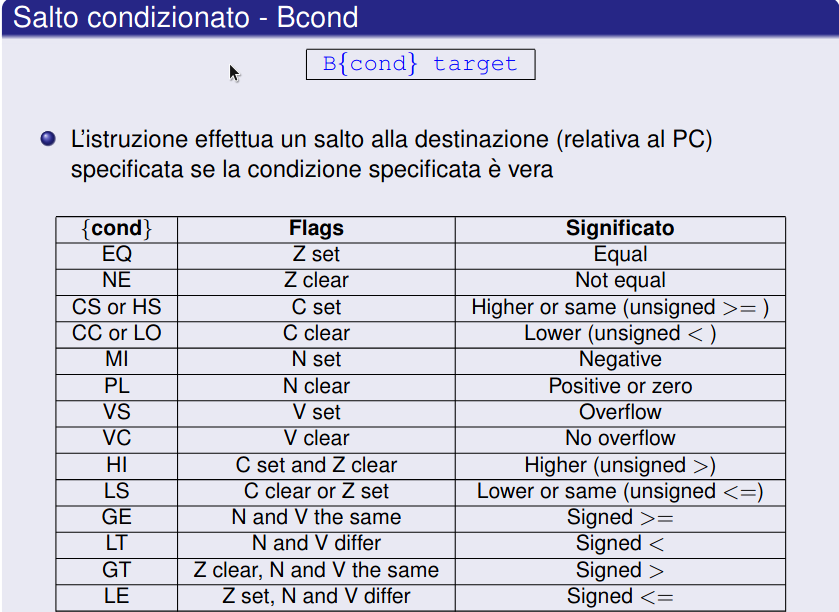 Salto condizionato - Bcond
B{cond} target
L'istruzione effettua un salto alla destinazione (relativa al PC)
specificata se la condizione specificata è vera
{cond} Flags Significato
EQ Z set Equal
NE Z clear Not equal
CS or HS C set Higher or same (unsigned >= )
CC or LO C clear Lower (unsigned < )
MI N set Negative
PL N clear Positive or zero
VS V set Overflow
VC V clear No overflow
HI C set and Z clear Higher (unsigned >)
LS C clear or Z set Lower or same (unsigned <=)
GE N and V the same Signed >=
LT N and V differ Signed <
GT Z clear, N and V the same Signed >
LE Z set, N and V differ Signed <=